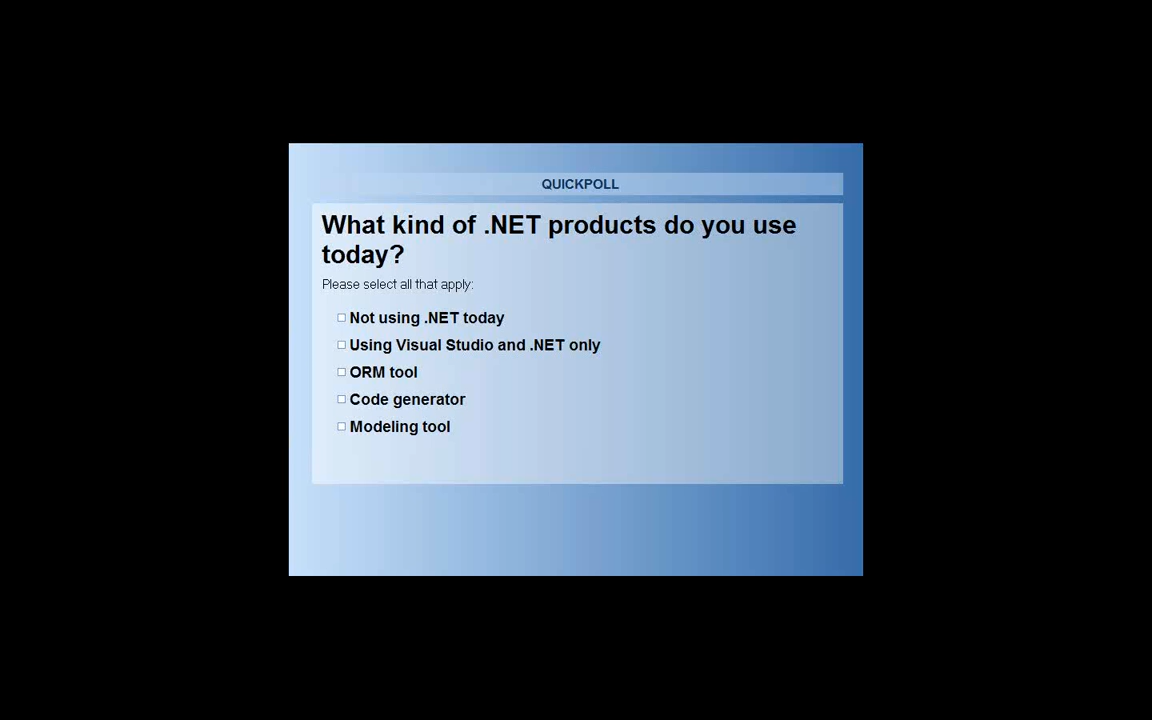 QUICKPOLL
What kind of .NET products do you use
today?
Please select all that apply:
Not using .NET today
Using Visual Studio and .NET only
ORM tool
Code generator
Modeling tool